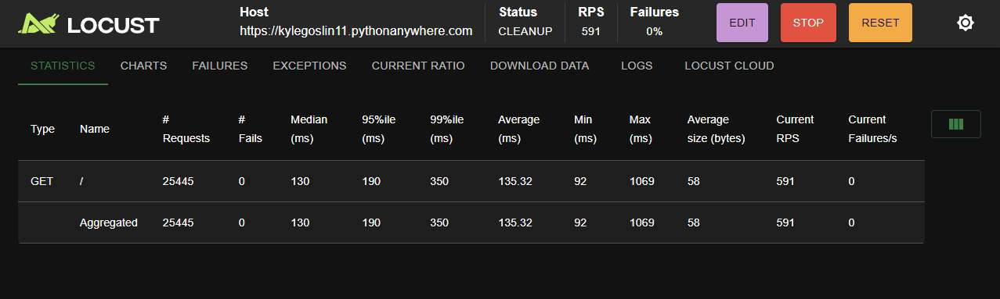 LOCUST
Host
https://kylegoslin11.pythonanywhere.com
Status
CLEANUP
RPS
591
Failures
0%
EDIT
STOP
RESET
STATISTICS CHARTS FAILURES EXCEPTIONS CURRENT RATIO DOWNLOAD DATA LOGS LOCUST CLOUD
Type Name # Requests # Fails Median (ms) 95%ile (ms) 99%ile (ms) Average (ms) Min (ms) Max (ms) Average size (bytes) Current RPS Current Failures/s
GET / 25445 0 130 190 350 135.32 92 1069 58 591 0
Aggregated 25445 0 130 190 350 135.32 92 1069 58 591 0